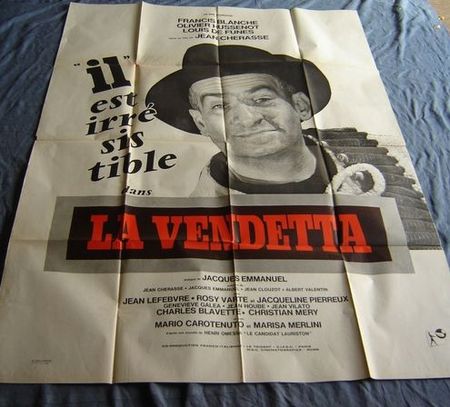 FRANCIS BLANCHE
OLIVIER HUSSENOT
LOUIS DE FUNES
JEAN CHERASSE
"il"
est
irré
sis
tible
dans
LA VENDETTA
JACQUES EMMANUEL
JEAN CHERASSE • JACQUES EMMANUEL • JEAN CLOUZOT • ALBERT VALENTIN
JEAN LEFEBVRE • ROSY VARTE et JACQUELINE PIERREUX
GENEVIEVE GALEA • JEAN HOUBE • JEAN VILATO
CHARLES BLAVETTE • CHRISTIAN MERY
MARIO CAROTENUTO et MARISA MERLINI
HENRI OMESSA "LE CANDIDAT LAURISTON"